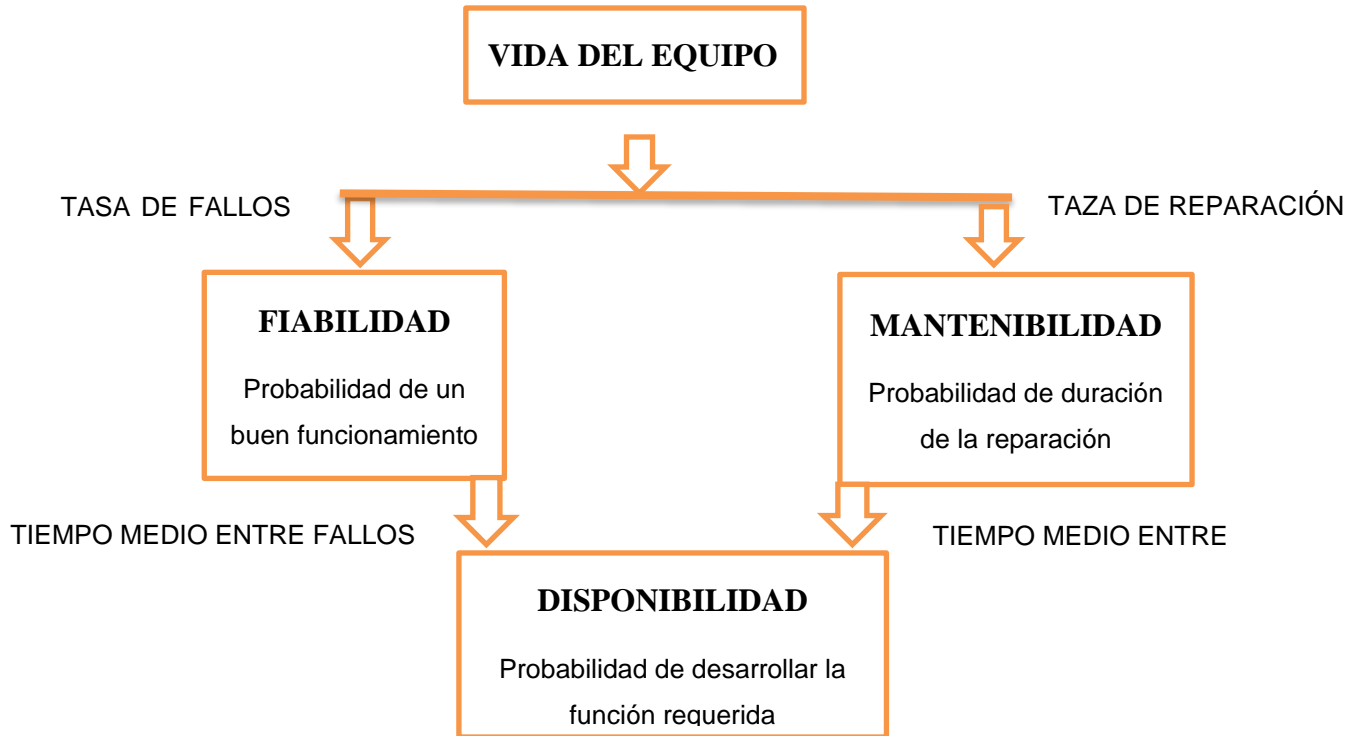 VIDA DEL EQUIPO
TASA DE FALLOS
TAZA DE REPARACIÓN
FIABILIDAD
Probabilidad de un
buen funcionamiento
MANTENIBILIDAD
Probabilidad de duración
de la reparación
TIEMPO MEDIO ENTRE FALLOS
TIEMPO MEDIO ENTRE
DISPONIBILIDAD
Probabilidad de desarrollar la
función requerida